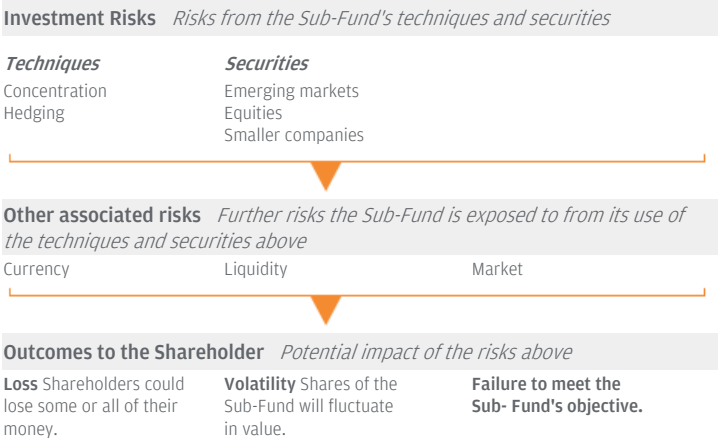 Investment Risks Risks from the Sub-Fund's techniques and securities
Techniques
Concentration
Hedging
Securities
Emerging markets
Equities
Smaller companies
Other associated risks Further risks the Sub-Fund is exposed to from its use of
the techniques and securities above
Currency
Liquidity
Market
Outcomes to the Shareholder Potential impact of the risks above
Loss Shareholders could
lose some or all of their
money.
Volatility Shares of the
Sub-Fund will fluctuate
in value.
Failure to meet the
Sub- Fund's objective.